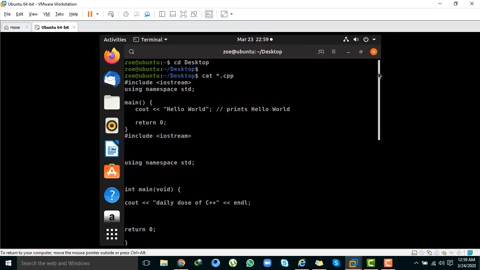 Ubuntu 64-bit - VMware Workstation
File Edit View VM Tabs Help
Home
Ubuntu 64-bit
Activities
Terminal
Mar 23 22:59
zoe@ubuntu: ~/Desktop
zoe@ubuntu:~$ cd Desktop
zoe@ubuntu:~/Desktop$
zoe@ubuntu:~/Desktop$ cat *.cpp
#include <iostream>
using namespace std;
main() {
cout << "Hello World"; // prints Hello World
return 0;
}
#include <iostream>
using namespace std;
int main(void) {
cout << "daily dose of C++" << endl;
return 0;
}
To return to your computer, move the mouse pointer outside or press Ctrl+Alt.
Search the web and Windows
12:59 AM
3/24/2020